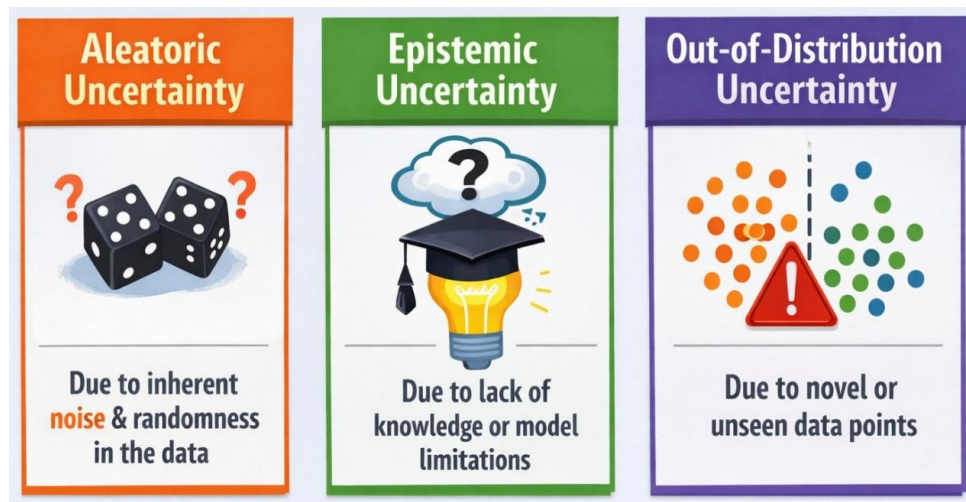 Aleatoric
Uncertainty
?
?
Due to inherent
noise & randomness
in the data
Epistemic
Uncertainty
?
Due to lack of
knowledge or model
limitations
Out-of-Distribution
Uncertainty
!
Due to novel or
unseen data points